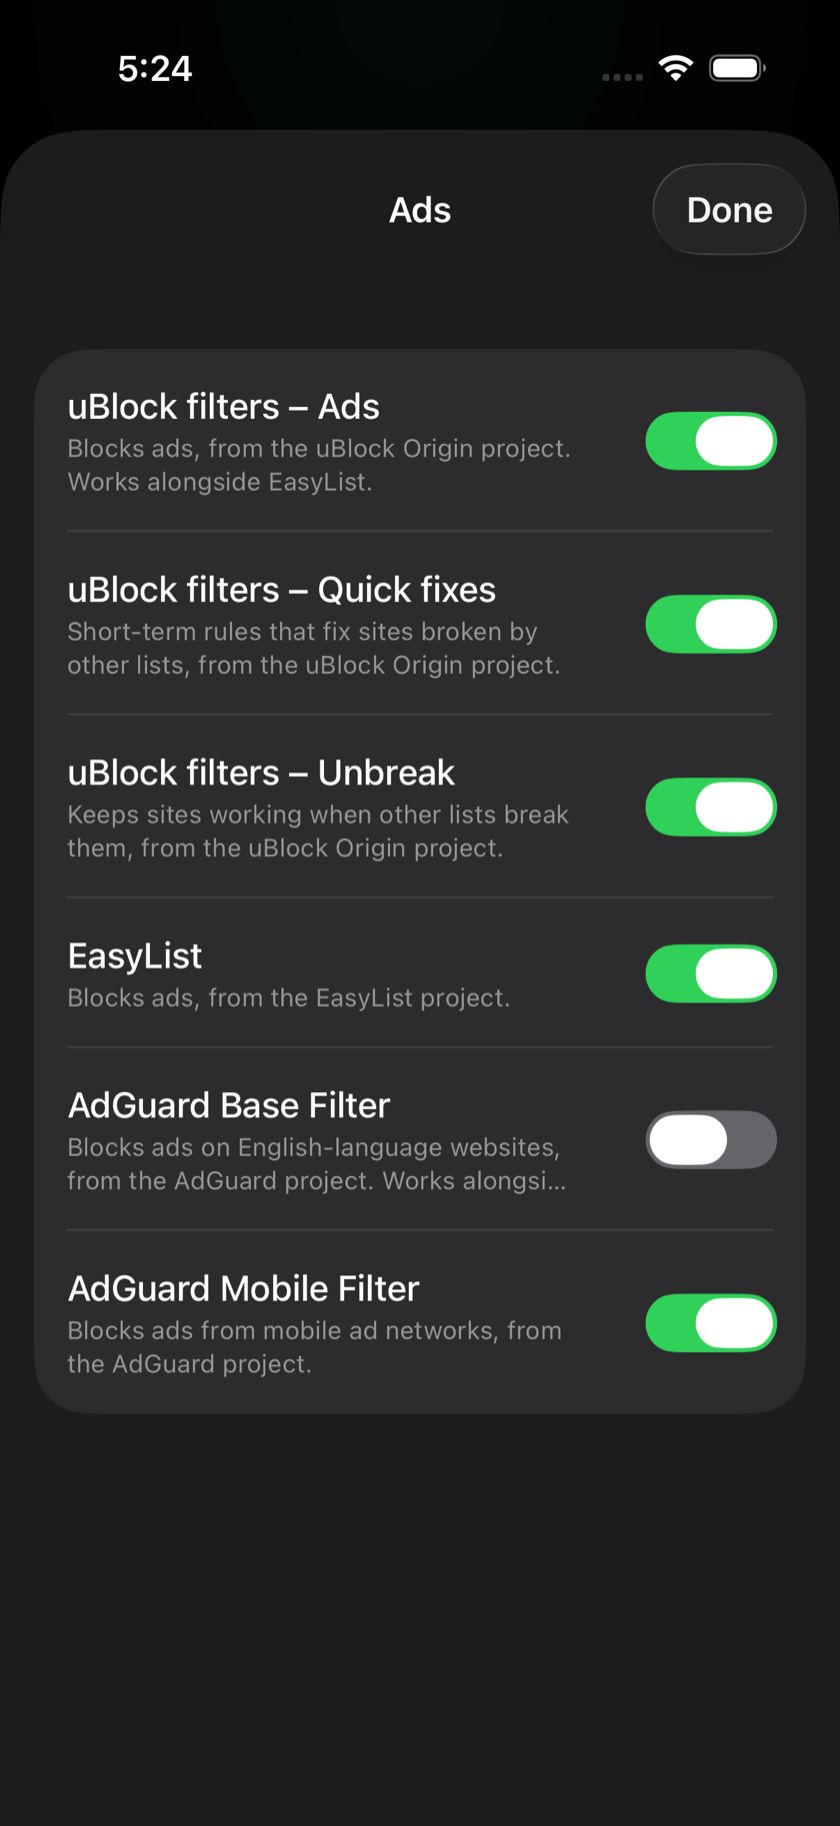 5:24
Ads
Done
uBlock filters – Ads
Blocks ads, from the uBlock Origin project.
Works alongside EasyList.
uBlock filters – Quick fixes
Short-term rules that fix sites broken by
other lists, from the uBlock Origin project.
uBlock filters – Unbreak
Keeps sites working when other lists break
them, from the uBlock Origin project.
EasyList
Blocks ads, from the EasyList project.
AdGuard Base Filter
Blocks ads on English-language websites,
from the AdGuard project. Works alongsi...
AdGuard Mobile Filter
Blocks ads from mobile ad networks, from
the AdGuard project.